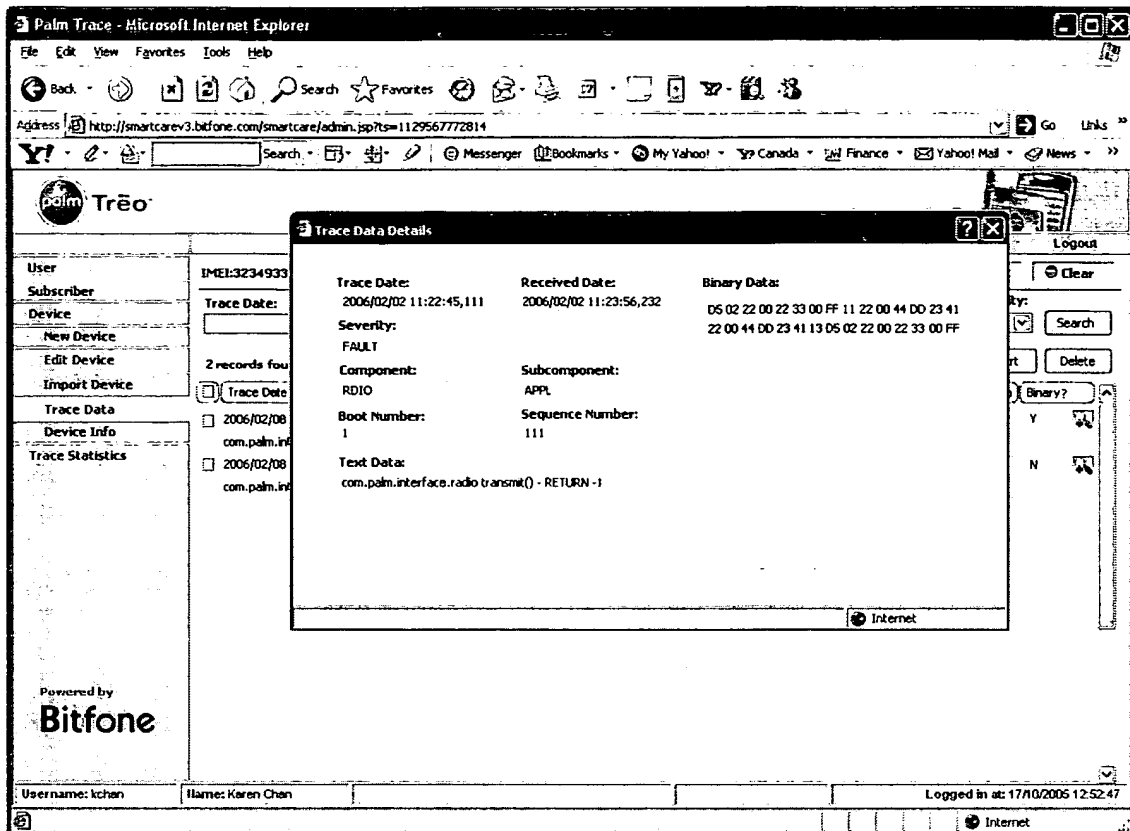 Palm Trace - Microsoft Internet Explorer
File Edit View Favorites Tools Help
Back Search Favorites
Address http://smartcarev3.bitfone.com/smartcare/admin.jsp?ts=1129567772814 Go Links »
Y! Search Messenger Bookmarks My Yahoo! Y? Canada Finance Yahoo! Mail News »
palm Trēo
Logout
User
Subscriber
Device
New Device
Edit Device
Import Device
Trace Data
Device Info
Trace Statistics
IMEI:3234933
Clear
Trace Date:
ty:
Search
2 records fou
rt Delete
Trace Date Binary?
2006/02/08 Y
com.palm.int
2006/02/08 N
com.palm.int
Trace Data Details
Trace Date: Received Date: Binary Data:
2006/02/02 11:22:45,111 2006/02/02 11:23:56,232
D5 02 22 00 22 33 00 FF 11 22 00 44 DD 23 41
22 00 44 DD 23 41 13 D5 02 22 00 22 33 00 FF
Severity:
FAULT
Component: Subcomponent:
RDIO APPL
Boot Number: Sequence Number:
1 111
Text Data:
com.palm.interface.radio transmit() - RETURN -1
Internet
Powered by
Bitfone
Username: kchan Name: Karen Chan Logged in at: 17/10/2005 12:52:47
Internet